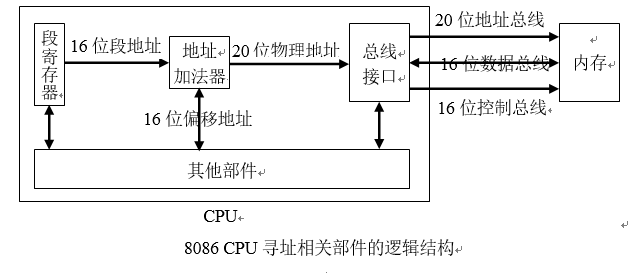 段寄存器
16 位段地址
地址
加法器
20 位物理地址
总线
接口
20 位地址总线
16 位数据总线
16 位控制总线
内存
16 位偏移地址
其他部件
CPU
8086 CPU 寻址相关部件的逻辑结构